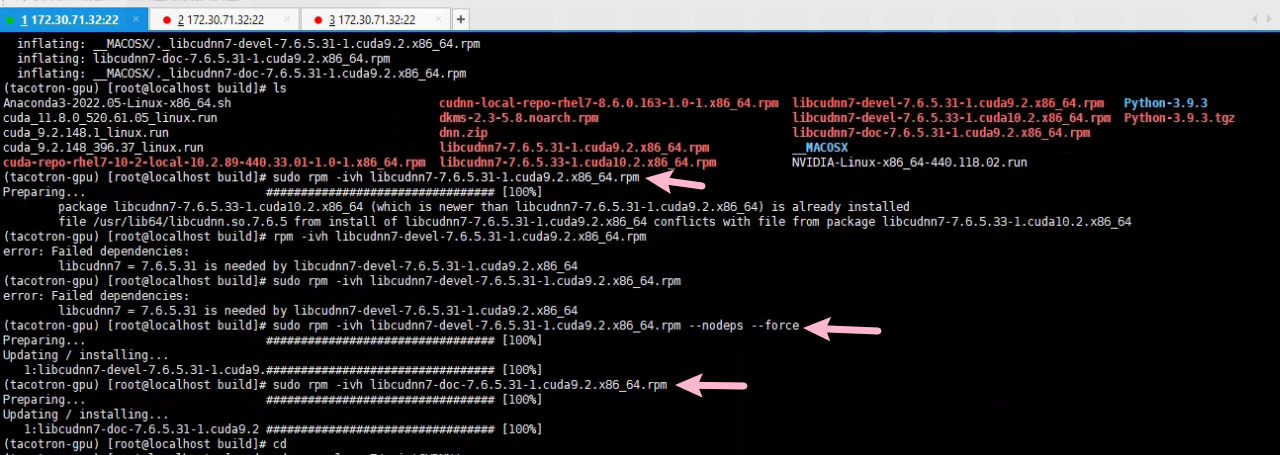 1 172.30.71.32:22 × 2 172.30.71.32:22 × 3 172.30.71.32:22 × +
inflating: __MACOSX/._libcudnn7-devel-7.6.5.31-1.cuda9.2.x86_64.rpm
inflating: libcudnn7-doc-7.6.5.31-1.cuda9.2.x86_64.rpm
inflating: __MACOSX/._libcudnn7-doc-7.6.5.31-1.cuda9.2.x86_64.rpm
(tacotron-gpu) [root@localhost build]# ls
Anaconda3-2022.05-Linux-x86_64.sh cudnn-local-repo-rhel7-8.6.0.163-1.0-1.x86_64.rpm libcudnn7-devel-7.6.5.31-1.cuda9.2.x86_64.rpm Python-3.9.3
cuda_11.8.0_520.61.05_linux.run dkms-2.3-5.8.noarch.rpm libcudnn7-devel-7.6.5.33-1.cuda10.2.x86_64.rpm Python-3.9.3.tgz
cuda_9.2.148.1_linux.run dnn.zip libcudnn7-doc-7.6.5.31-1.cuda9.2.x86_64.rpm
cuda_9.2.148_396.37_linux.run libcudnn7-7.6.5.31-1.cuda9.2.x86_64.rpm __MACOSX
cuda-repo-rhel7-10-2-local-10.2.89-440.33.01-1.0-1.x86_64.rpm libcudnn7-7.6.5.33-1.cuda10.2.x86_64.rpm NVIDIA-Linux-x86_64-440.118.02.run
(tacotron-gpu) [root@localhost build]# sudo rpm -ivh libcudnn7-7.6.5.31-1.cuda9.2.x86_64.rpm
Preparing... ################################# [100%]
package libcudnn7-7.6.5.33-1.cuda10.2.x86_64 (which is newer than libcudnn7-7.6.5.31-1.cuda9.2.x86_64) is already installed
file /usr/lib64/libcudnn.so.7.6.5 from install of libcudnn7-7.6.5.31-1.cuda9.2.x86_64 conflicts with file from package libcudnn7-7.6.5.33-1.cuda10.2.x86_64
(tacotron-gpu) [root@localhost build]# rpm -ivh libcudnn7-devel-7.6.5.31-1.cuda9.2.x86_64.rpm
error: Failed dependencies:
libcudnn7 = 7.6.5.31 is needed by libcudnn7-devel-7.6.5.31-1.cuda9.2.x86_64
(tacotron-gpu) [root@localhost build]# sudo rpm -ivh libcudnn7-devel-7.6.5.31-1.cuda9.2.x86_64.rpm
error: Failed dependencies:
libcudnn7 = 7.6.5.31 is needed by libcudnn7-devel-7.6.5.31-1.cuda9.2.x86_64
(tacotron-gpu) [root@localhost build]# sudo rpm -ivh libcudnn7-devel-7.6.5.31-1.cuda9.2.x86_64.rpm --nodeps --force
Preparing... ################################# [100%]
Updating / installing...
1:libcudnn7-devel-7.6.5.31-1.cuda9.################################# [100%]
(tacotron-gpu) [root@localhost build]# sudo rpm -ivh libcudnn7-doc-7.6.5.31-1.cuda9.2.x86_64.rpm
Preparing... ################################# [100%]
Updating / installing...
1:libcudnn7-doc-7.6.5.31-1.cuda9.2 ################################# [100%]
(tacotron-gpu) [root@localhost build]# cd